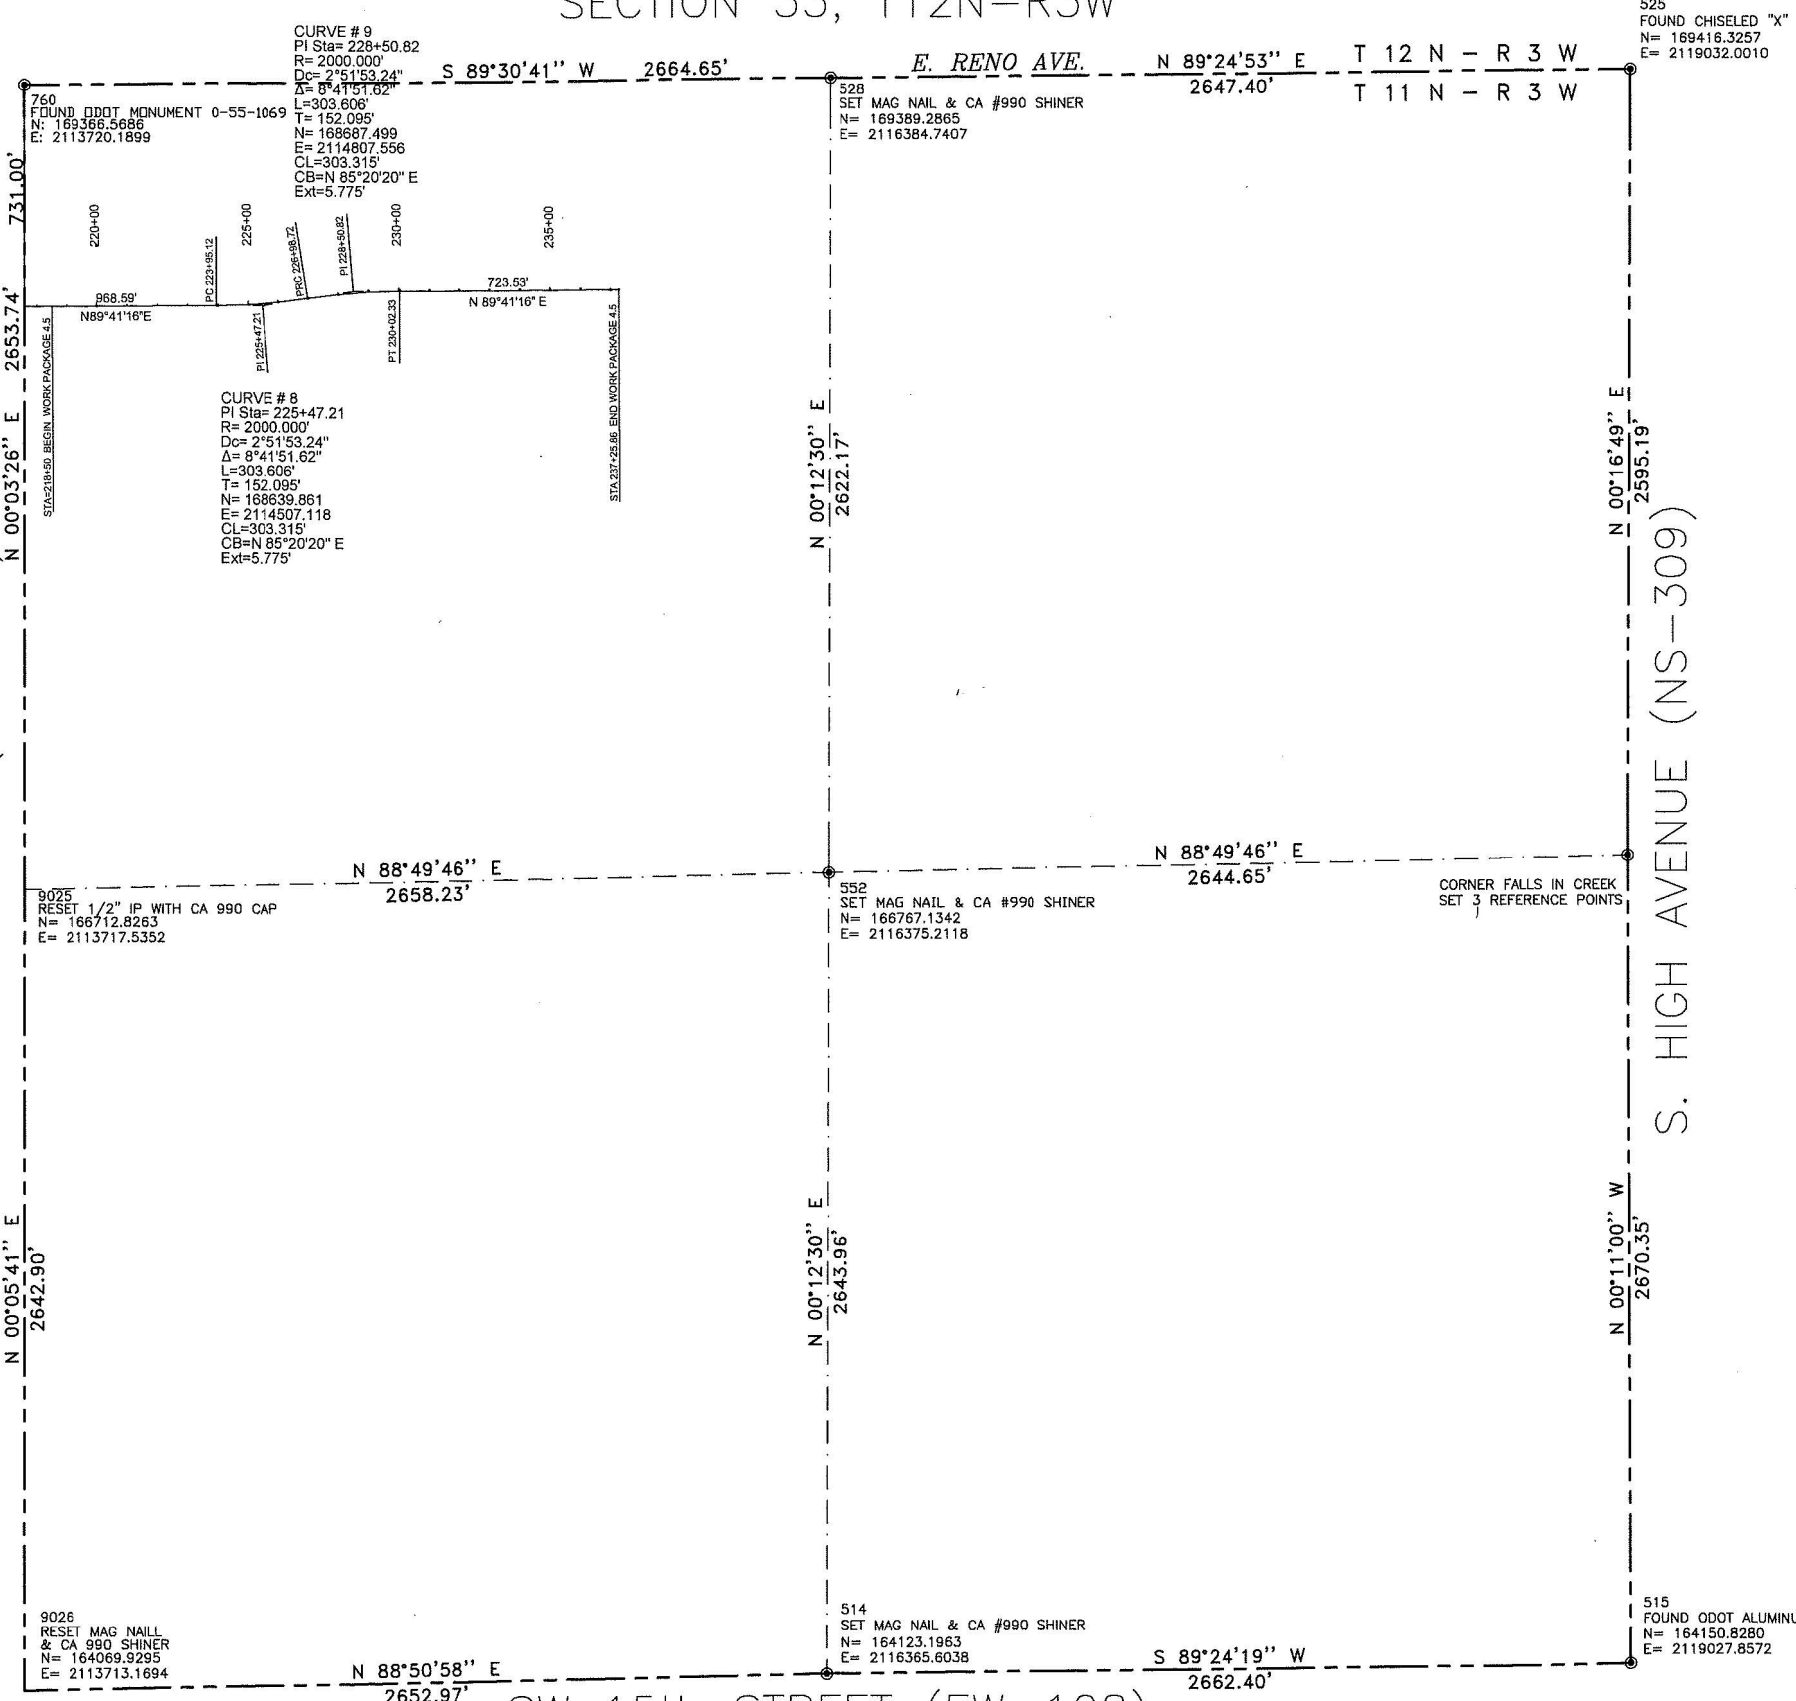 SECTION 33, T12N-R3W
525
FOUND CHISELED "X"
N= 169416.3257
E= 2119032.0010
CURVE # 9
PI Sta= 228+50.82
R= 2000.000'
Dc= 2°51'53.24"
Δ= 8°41'51.62"
L=303.606'
T= 152.095'
N= 168687.499
E= 2114807.556
CL=303.315'
CB=N 85°20'20" E
Ext=5.775'
S 89°30'41" W 2664.65'
E. RENO AVE.
N 89°24'53" E
2647.40'
T 12 N - R 3 W
T 11 N - R 3 W
760
FOUND ODOT MONUMENT 0-55-1069
N: 169366.5686
E: 2113720.1899
528
SET MAG NAIL & CA #990 SHINER
N= 169389.2865
E= 2116384.7407
731.00'
220+00
PC 223+95.12
225+00
PRC 226+98.72
PI 228+50.82
230+00
235+00
968.59'
N89°41'16"E
723.53'
N 89°41'16" E
STA=218+50 BEGIN WORK PACKAGE 4.5
PI 225+47.21
PT 230+02.33
STA 237+25.86 END WORK PACKAGE 4.5
N 00°03'26" E 2653.74'
CURVE # 8
PI Sta= 225+47.21
R= 2000.000'
Dc= 2°51'53.24"
Δ= 8°41'51.62"
L=303.606'
T= 152.095'
N= 168639.861
E= 2114507.118
CL=303.315'
CB=N 85°20'20" E
Ext=5.775'
N 00°12'30" E
2622.17'
N 00°16'49" E
2595.19'
S. HIGH AVENUE (NS-309)
N 88°49'46" E
2658.23'
N 88°49'46" E
2644.65'
9025
RESET 1/2" IP WITH CA 990 CAP
N= 166712.8263
E= 2113717.5352
552
SET MAG NAIL & CA #990 SHINER
N= 166767.1342
E= 2116375.2118
CORNER FALLS IN CREEK
SET 3 REFERENCE POINTS
N 00°05'41" E
2642.90'
N 00°12'30" E
2643.96'
N 00°11'00" W
2670.35'
9026
RESET MAG NAILL
& CA 990 SHINER
N= 164069.9295
E= 2113713.1694
514
SET MAG NAIL & CA #990 SHINER
N= 164123.1963
E= 2116365.6038
515
FOUND ODOT ALUMINU
N= 164150.8280
E= 2119027.8572
N 88°50'58" E
2652.97'
S 89°24'19" W
2662.40'
STREET